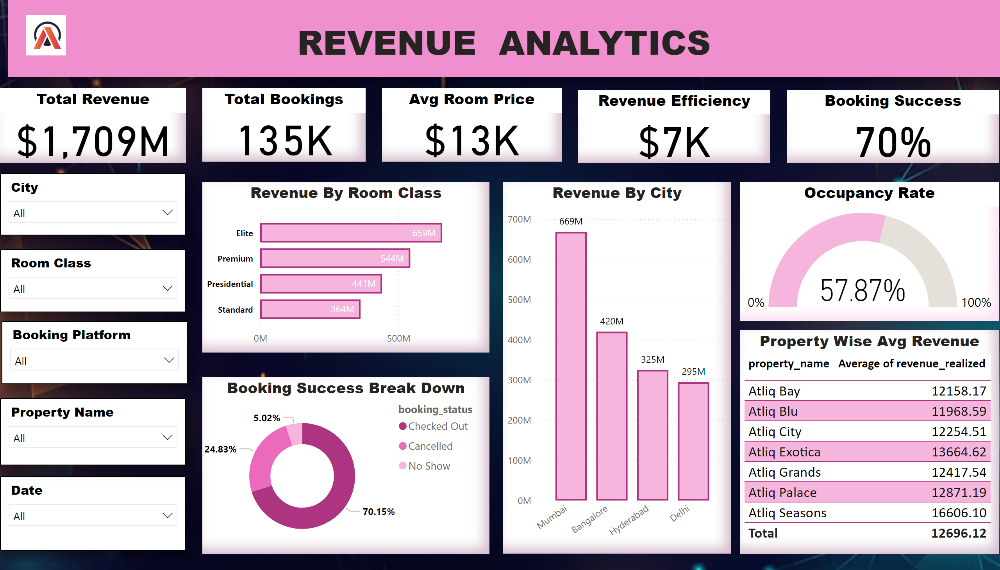 REVENUE ANALYTICS
Total Revenue
$1,709M
Total Bookings
135K
Avg Room Price
$13K
Revenue Efficiency
$7K
Booking Success
70%
City
All
Room Class
All
Booking Platform
All
Property Name
All
Date
All
Revenue By Room Class
Elite 659M
Premium 544M
Presidential 441M
Standard 364M
0M 500M
Booking Success Break Down
booking_status
Checked Out
Cancelled
No Show
5.02%
24.83%
70.15%
Revenue By City
700M
600M
500M
400M
300M
200M
100M
0M
669M
420M
325M
295M
Mumbai
Bangalore
Hyderabad
Delhi
Occupancy Rate
57.87%
0% 100%
Property Wise Avg Revenue
property_name Average of revenue_realized
Atliq Bay 12158.17
Atliq Blu 11968.59
Atliq City 12254.51
Atliq Exotica 13664.62
Atliq Grands 12417.54
Atliq Palace 12871.19
Atliq Seasons 16606.10
Total 12696.12